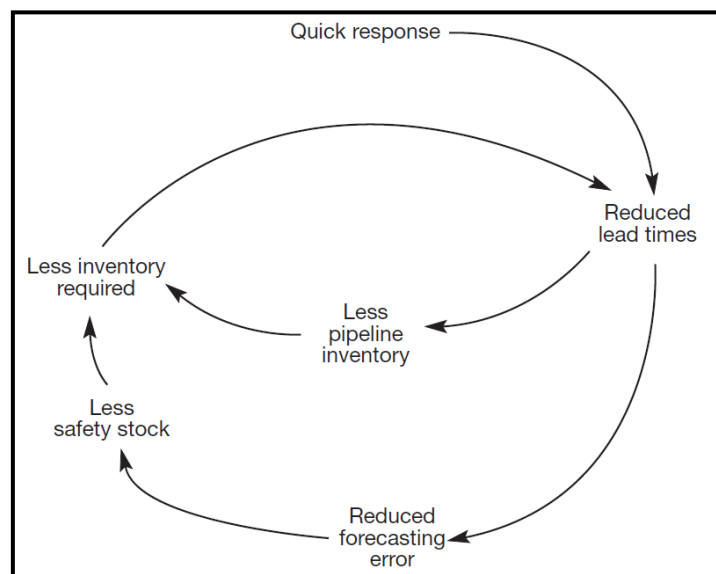 Quick response
Reduced
lead times
Less inventory
required
Less
pipeline
inventory
Less
safety stock
Reduced
forecasting
error